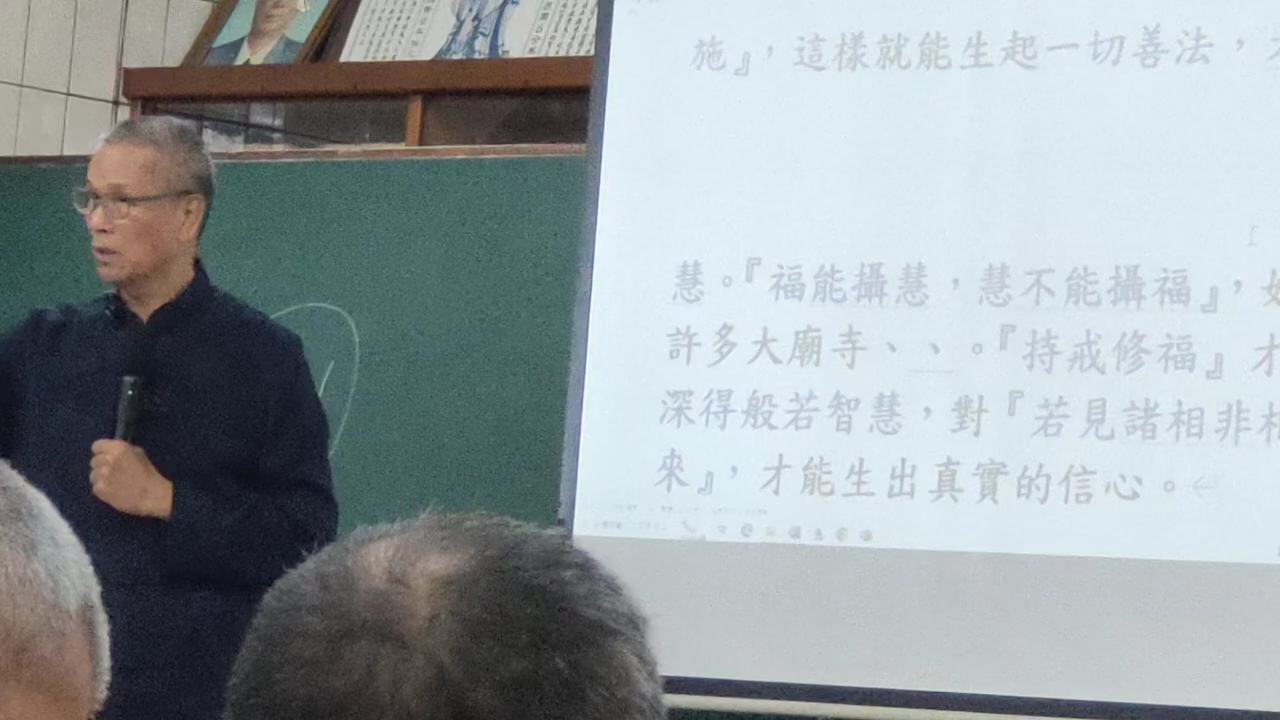 施』，這樣就能生起一切善法，
慧。『福能攝慧，慧不能攝福』，
許多大廟寺、、。『持戒修福』才
深得般若智慧，對『若見諸相非相
來』，才能生出真實的信心。